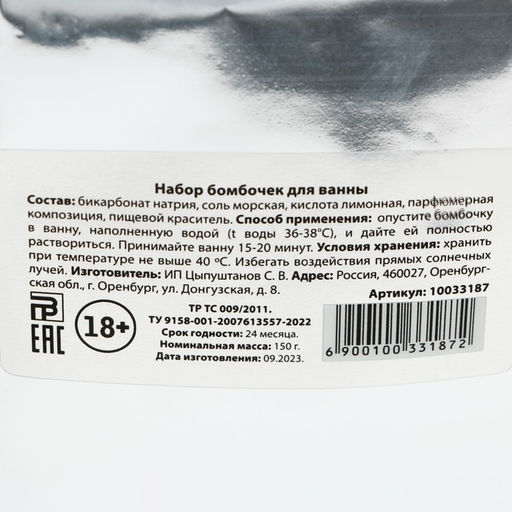 Набор бомбочек для ванны
Состав: бикарбонат натрия, соль морская, кислота лимонная, парфюмерная
композиция, пищевой краситель. Способ применения: опустите бомбочку
в ванну, наполненную водой (t воды 36-38°С), и дайте ей полностью
раствориться. Принимайте ванну 15-20 минут. Условия хранения: хранить
при температуре не выше 40 ºС. Избегать воздействия прямых солнечных
лучей. Изготовитель: ИП Цыпуштанов С. В. Адрес: Россия, 460027, Оренбург-
ская обл., г. Оренбург, ул. Донгузская, д. 8.
Артикул: 10033187
ТР ТС 009/2011.
ТУ 9158-001-2007613557-2022
Срок годности: 24 месяца.
Номинальная масса: 150 г.
Дата изготовления: 09.2023.
EAC
18+
6 900100 331872